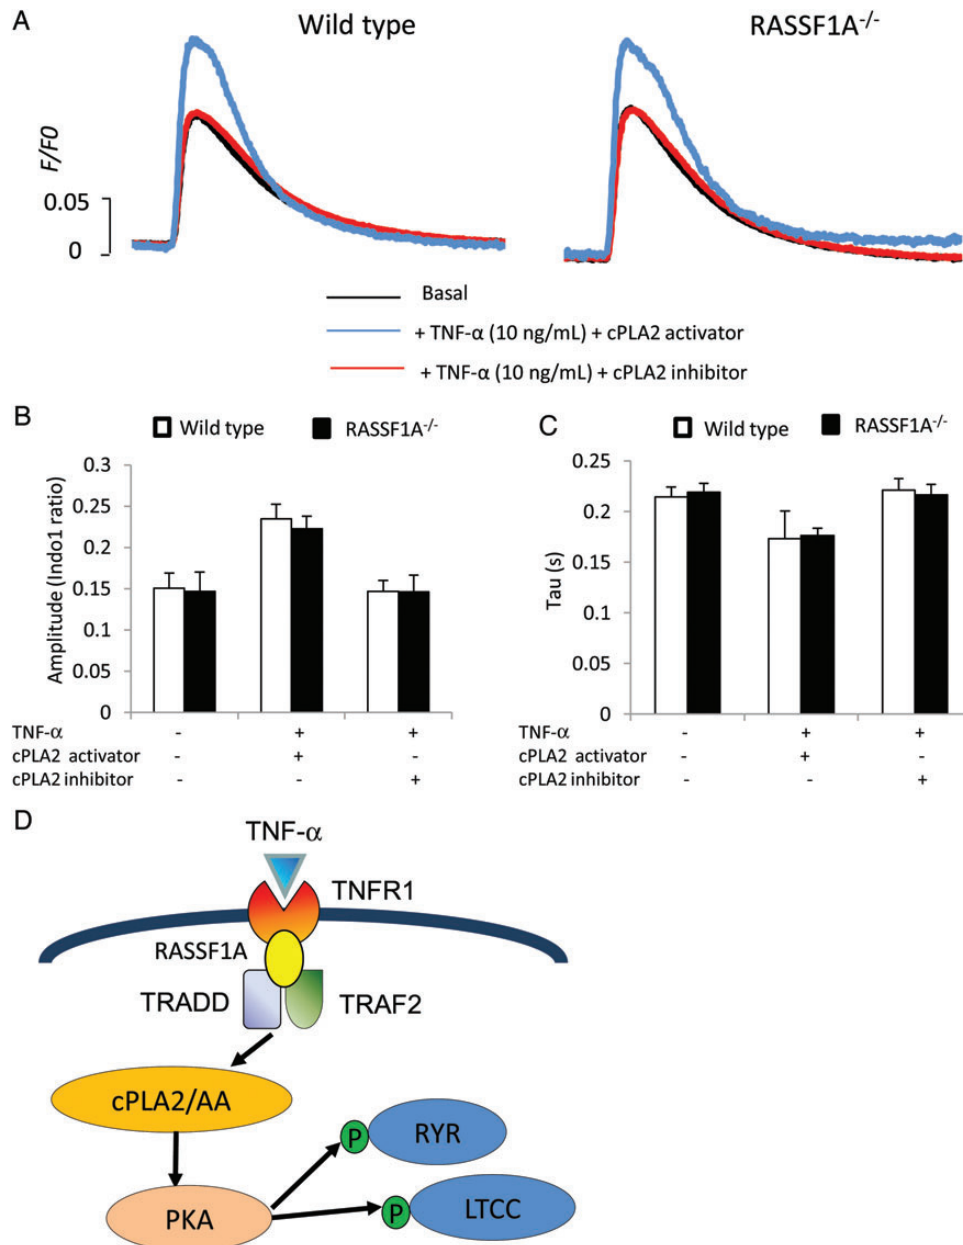 A
Wild type
RASSF1A-/-
F/F0
0.05
0
Basal
+ TNF-α (10 ng/mL) + cPLA2 activator
+ TNF-α (10 ng/mL) + cPLA2 inhibitor
B
Wild type
RASSF1A-/-
Amplitude (Indo1 ratio)
0.3
0.25
0.2
0.15
0.1
0.05
0
TNF-α - + +
cPLA2 activator - + -
cPLA2 inhibitor - - +
C
Wild type
RASSF1A-/-
Tau (s)
0.25
0.2
0.15
0.1
0.05
0
TNF-α - + +
cPLA2 activator - + -
cPLA2 inhibitor - - +
D
TNF-α
TNFR1
RASSF1A
TRADD
TRAF2
cPLA2/AA
P
RYR
PKA
P
LTCC